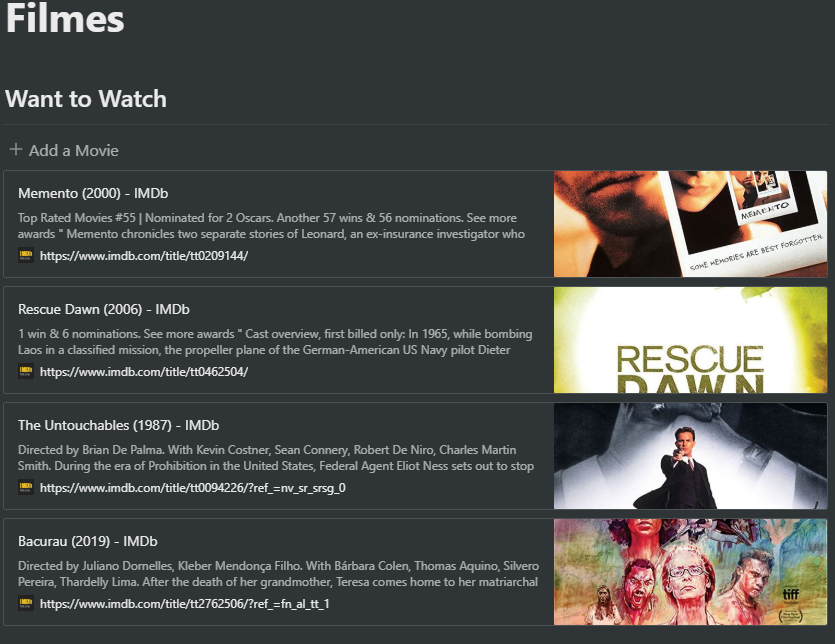 Filmes
Want to Watch
+ Add a Movie
Memento (2000) - IMDb
Top Rated Movies #55 | Nominated for 2 Oscars. Another 57 wins & 56 nominations. See more
awards " Memento chronicles two separate stories of Leonard, an ex-insurance investigator who
https://www.imdb.com/title/tt0209144/
MEMENTO
SOME MEMORIES ARE BEST FORGOTTEN.
Rescue Dawn (2006) - IMDb
1 win & 6 nominations. See more awards " Cast overview, first billed only: In 1965, while bombing
Laos in a classified mission, the propeller plane of the German-American US Navy pilot Dieter
https://www.imdb.com/title/tt0462504/
RESCUE
DAWN
The Untouchables (1987) - IMDb
Directed by Brian De Palma. With Kevin Costner, Sean Connery, Robert De Niro, Charles Martin
Smith. During the era of Prohibition in the United States, Federal Agent Eliot Ness sets out to stop
https://www.imdb.com/title/tt0094226/?ref_=nv_sr_srsg_0
Bacurau (2019) - IMDb
Directed by Juliano Dornelles, Kleber Mendonça Filho. With Bárbara Colen, Thomas Aquino, Silvero
Pereira, Thardelly Lima. After the death of her grandmother, Teresa comes home to her matriarchal
https://www.imdb.com/title/tt2762506/?ref_=fn_al_tt_1
tiff